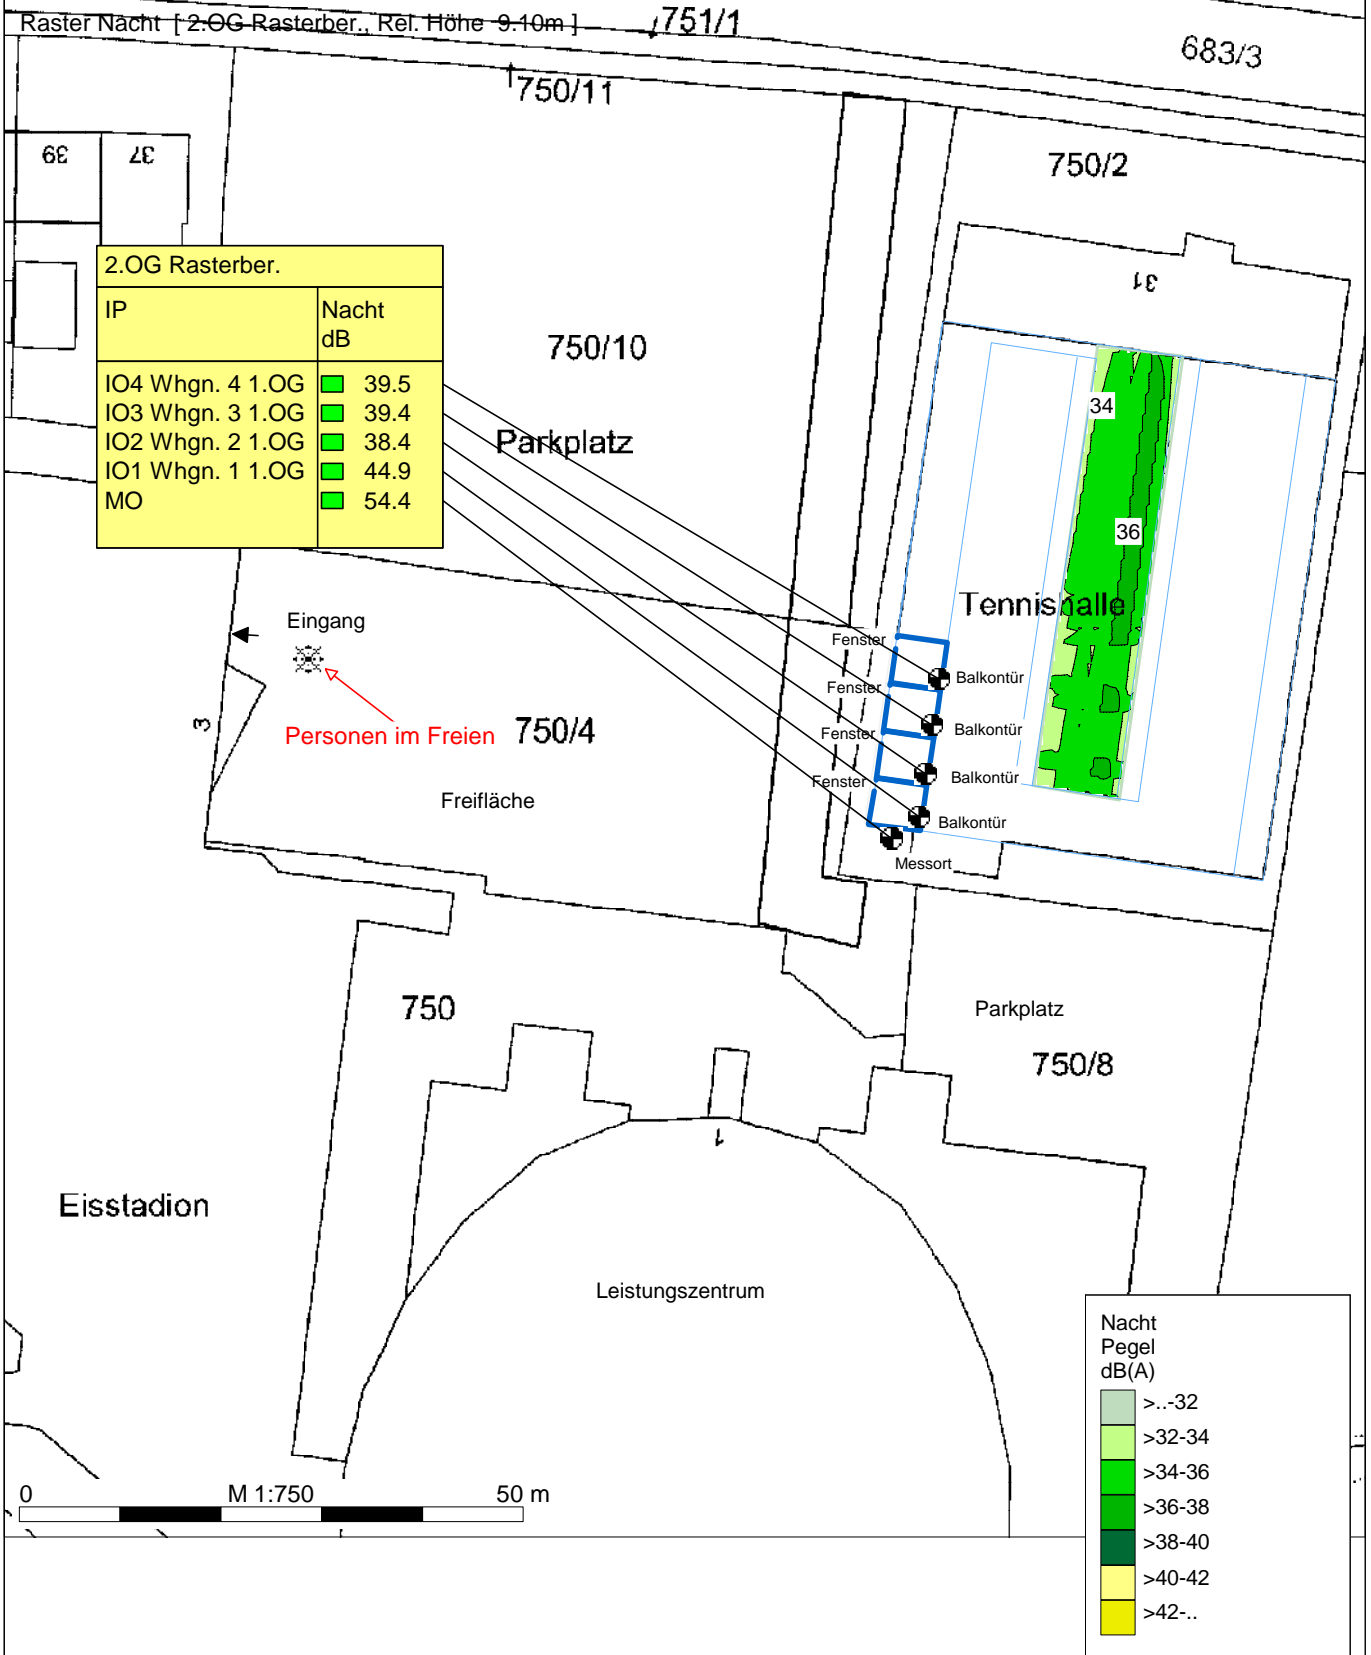 Raster Nacht [ 2.OG Rasterber., Rel. Höhe 9.10m ]
751/1
683/3
750/11
39
37
750/2
31
2.OG Rasterber.
IP
Nacht
dB
IO4 Whgn. 4 1.OG 39.5
IO3 Whgn. 3 1.OG 39.4
IO2 Whgn. 2 1.OG 38.4
IO1 Whgn. 1 1.OG 44.9
MO 54.4
750/10
Parkplatz
34
36
Tennishalle
Eingang
Personen im Freien
750/4
3
Freifläche
Fenster
Balkontür
Fenster
Balkontür
Fenster
Balkontür
Fenster
Balkontür
Messort
750
Parkplatz
750/8
1
Eisstadion
Leistungszentrum
0 M 1:750 50 m
Nacht
Pegel
dB(A)
>..-32
>32-34
>34-36
>36-38
>38-40
>40-42
>42-..